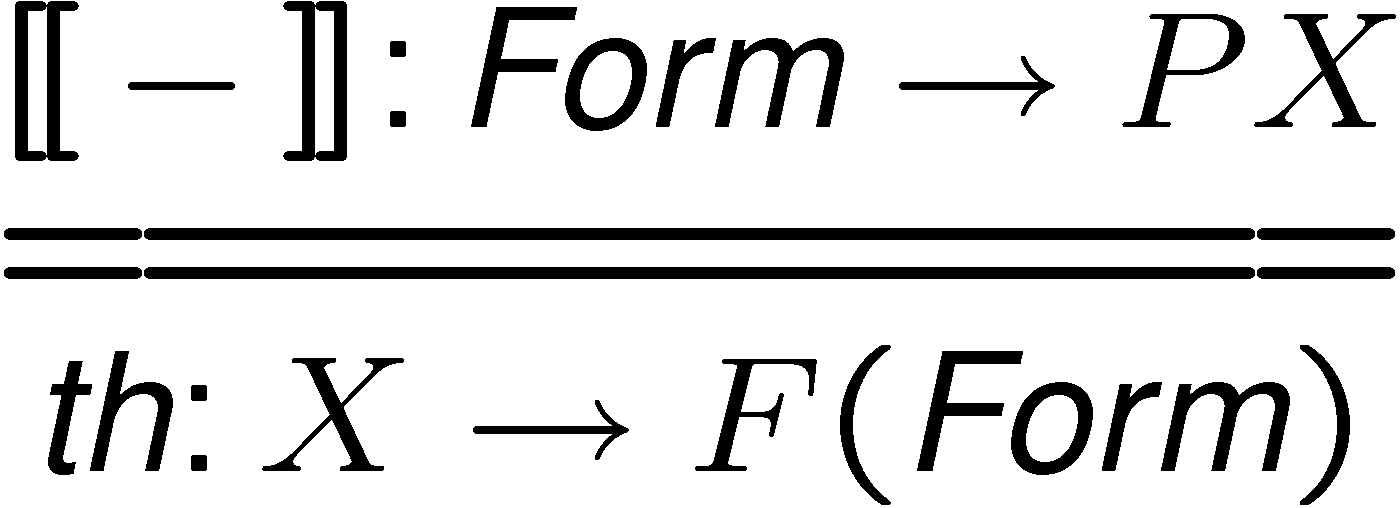 ⟦ − ⟧ : Form → PX
th: X → F(Form)